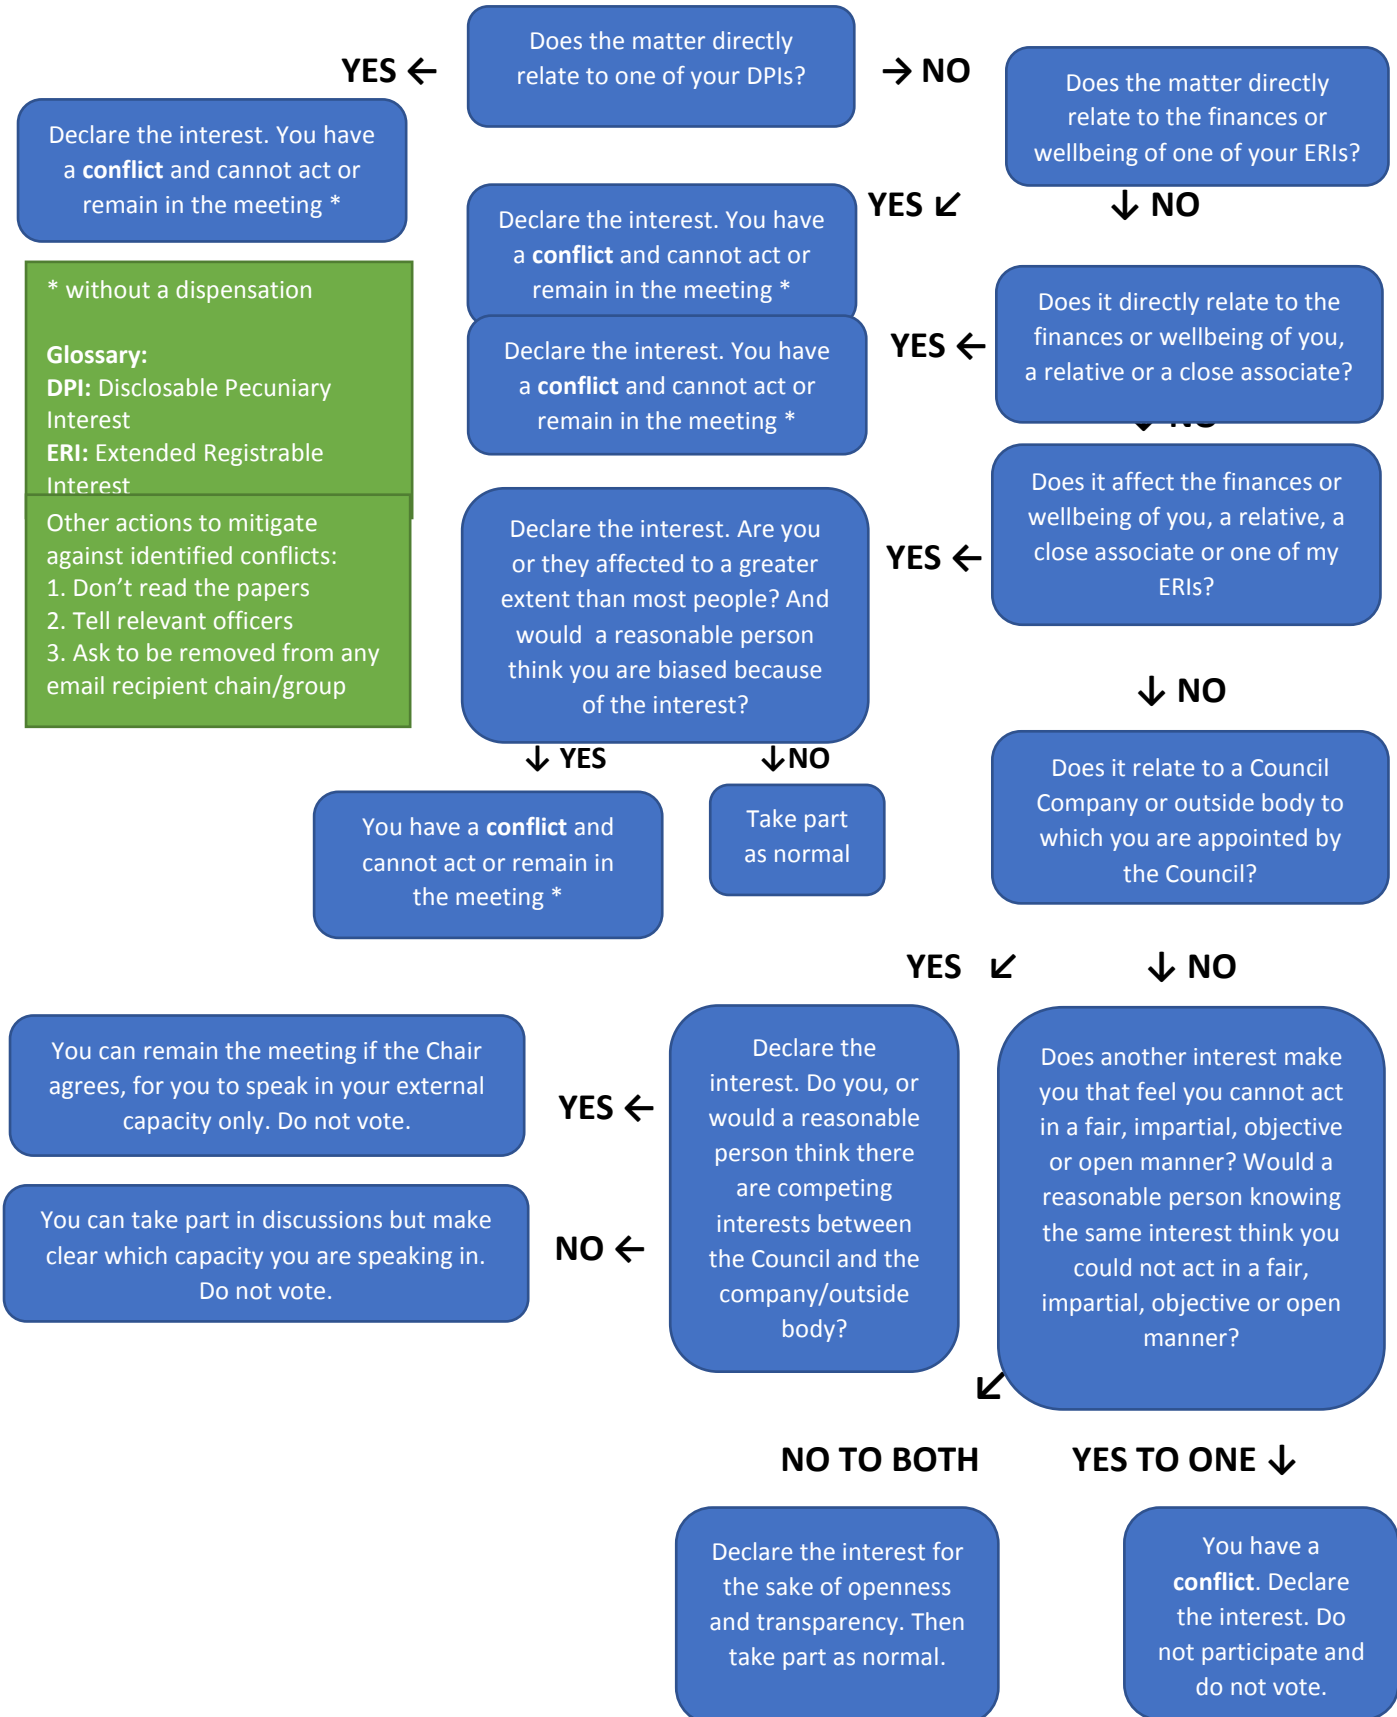 Does the matter directly
relate to one of your DPIs?
YES ←
→ NO
Does the matter directly
relate to the finances or
wellbeing of one of your ERIs?
Declare the interest. You have
a conflict and cannot act or
remain in the meeting *
YES ↙
↓ NO
Declare the interest. You have
a conflict and cannot act or
remain in the meeting *
* without a dispensation
Glossary:
DPI: Disclosable Pecuniary
Interest
ERI: Extended Registrable
Interest
Does it directly relate to the
finances or wellbeing of you,
a relative or a close associate?
YES ←
Declare the interest. You have
a conflict and cannot act or
remain in the meeting *
↓ NO
Does it affect the finances or
wellbeing of you, a relative, a
close associate or one of my
ERIs?
YES ←
Declare the interest. Are you
or they affected to a greater
extent than most people? And
would  a reasonable person
think you are biased because
of the interest?
Other actions to mitigate
against identified conflicts:
1. Don’t read the papers
2. Tell relevant officers
3. Ask to be removed from any
email recipient chain/group
↓ YES
↓NO
↓ NO
You have a conflict and
cannot act or remain in
the meeting *
Take part
as normal
Does it relate to a Council
Company or outside body to
which you are appointed by
the Council?
YES ↙
↓ NO
Declare the
interest. Do you, or
would a reasonable
person think there
are competing
interests between
the Council and the
company/outside
body?
YES ←
You can remain the meeting if the Chair
agrees, for you to speak in your external
capacity only. Do not vote.
NO ←
You can take part in discussions but make
clear which capacity you are speaking in.
Do not vote.
Does another interest make
you that feel you cannot act
in a fair, impartial, objective
or open manner? Would a
reasonable person knowing
the same interest think you
could not act in a fair,
impartial, objective or open
manner?
↙
NO TO BOTH
YES TO ONE ↓
Declare the interest for
the sake of openness
and transparency. Then
take part as normal.
You have a
conflict. Declare
the interest. Do
not participate and
do not vote.